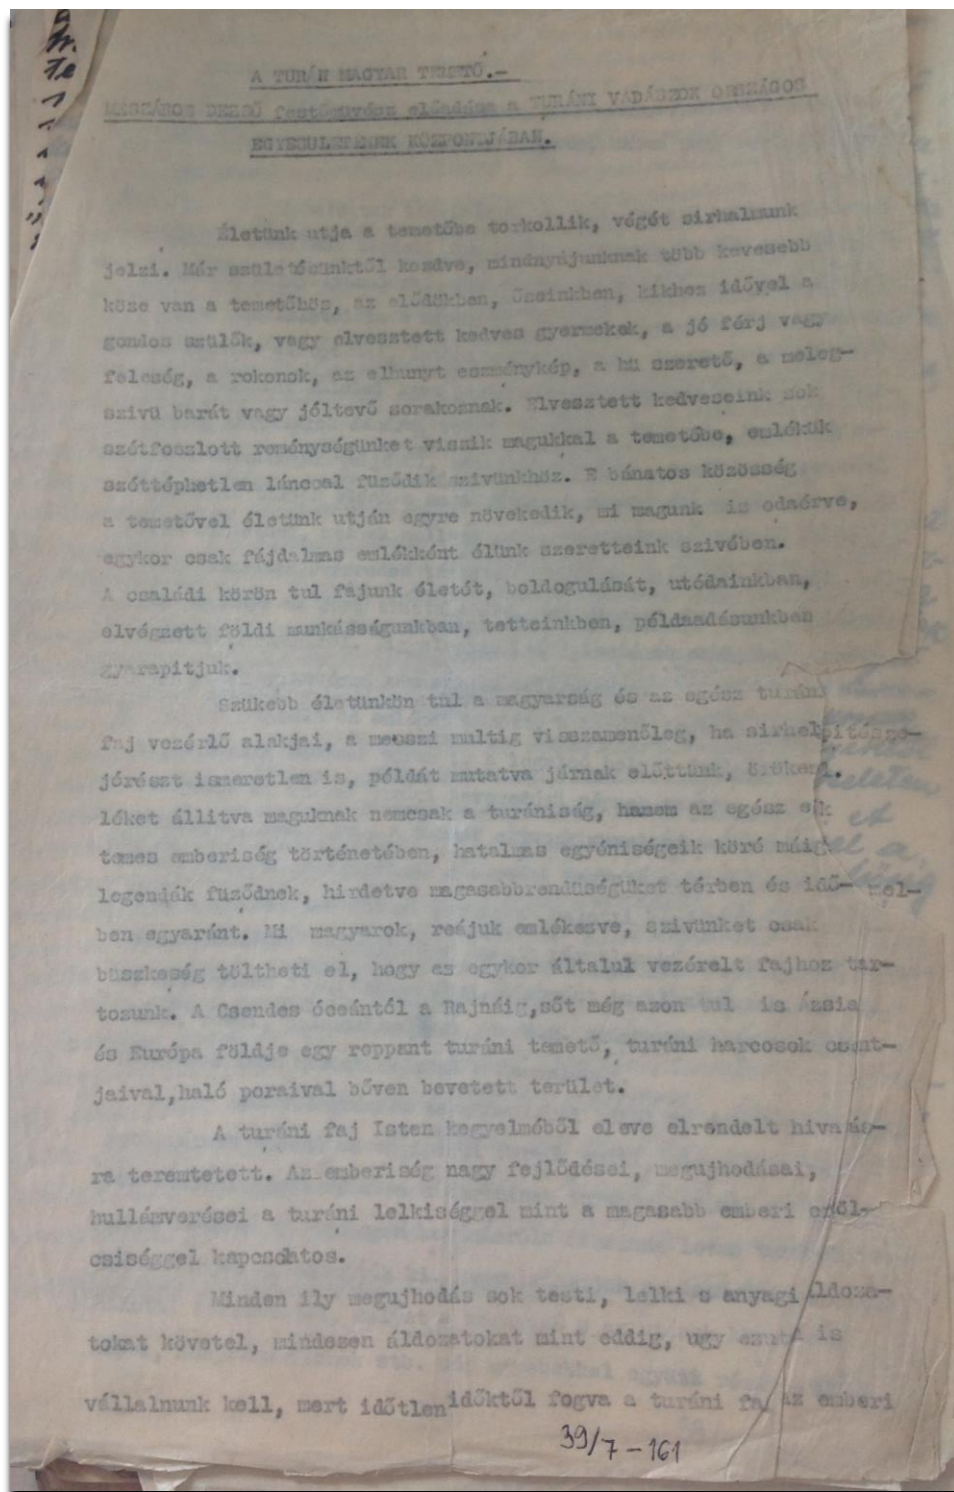 A TURÁN MAGYAR TEMETŐ.-
MÉSZÁROS DEZSŐ festőművész előadása a TURÁNI VADÁSZOK ORSZÁGOS
EGYESÜLETÉNEK KÖZPONTJÁBAN.
Életünk utja a temetőbe torkollik, végét sirhalmunk
jelzi. Már születésünktől kezdve, mindnyájunknak több kevesebb
köze van a temetőhöz, az elődökben, őseinkben, kikhez idővel a
gondos szülők, vagy elvesztett kedves gyermekek, a jó férj vagy
feleség, a rokonok, az elhunyt eszménykép, a hü szerető, a meleg-
szivü barát vagy jóltevő sorakoznak. Elvesztett kedveseink sok
szétfoszlott reménységünket viszik magukkal a temetőbe, emlékük
széttéphetlen lánccal füződik szivünkhöz. E bánatos közösség
a temetővel életünk utján egyre növekedik, mi magunk is odaérve,
egykor csak fájdalmas emlékként élünk szeretteink szivében.
A családi körön tul fajunk életét, boldogulását, utódainkban,
elvégzett földi munkásságunkban, tetteinkben, példaadásunkban
gyarapitjuk.
Szükebb életünkön tul a magyarság és az egész turáni
faj vezérlő alakjai, a messzi multig visszamenőleg, ha sirhel
jórészt ismeretlen is, példát mutatva járnak előttünk, örökem
léket állitva maguknak nemcsak a turániság, hanem az egész
temes emberiség történetében, hatalmas egyéniségeik köré máig
legendák füződnek, hirdetve magasabbrendüségüket térben és idő-
ben egyaránt. Mi magyarok, reájuk emlékezve, szivünket csak
büszkeség töltheti el, hogy az egykor általuk vezérelt fajhoz tar-
tozunk. A Csendes óceántól a Rajnáig,sőt még azon tul is Ázsia
és Európa földje egy roppant turáni temető, turáni harcosok csont-
jaival,haló poraival bőven bevetett terület.
A turáni faj Isten kegyelméből eleve elrendelt hivatás-
ra teremtetett. Az emberiség nagy fejlődései, megujhodásai,
hullámverései a turáni lelkiséggel mint a magasabb emberi szöl-
csiséggel kapcsolatos.
Minden ily megujhodás sok testi, lelki s anyagi áldoza-
tokat követel, mindezen áldozatokat mint eddig, ugy ezután is
vállalnunk kell, mert időtlen időktől fogva a turáni faj az emberi
39/7-161